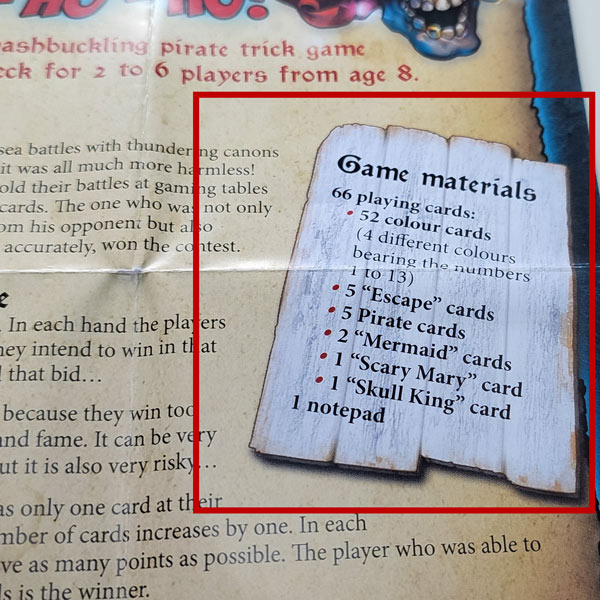 HO!
ashbuckling pirate trick game
eck for 2 to 6 players from age 8.
sea battles with thundering canons
it was all much more harmless!
old their battles at gaming tables
cards. The one who was not only
om his opponent but also
accurately, won the contest.
e
. In each hand the players
ney intend to win in that
l that bid…
because they win too
and fame. It can be very
ut it is also very risky…
as only one card at their
mber of cards increases by one. In each
ve as many points as possible. The player who was able to
ls is the winner.
Game materials
66 playing cards:
• 52 colour cards
(4 different colours
bearing the numbers
1 to 13)
• 5 “Escape” cards
• 5 Pirate cards
• 2 “Mermaid” cards
• 1 “Scary Mary” card
• 1 “Skull King” card
1 notepad